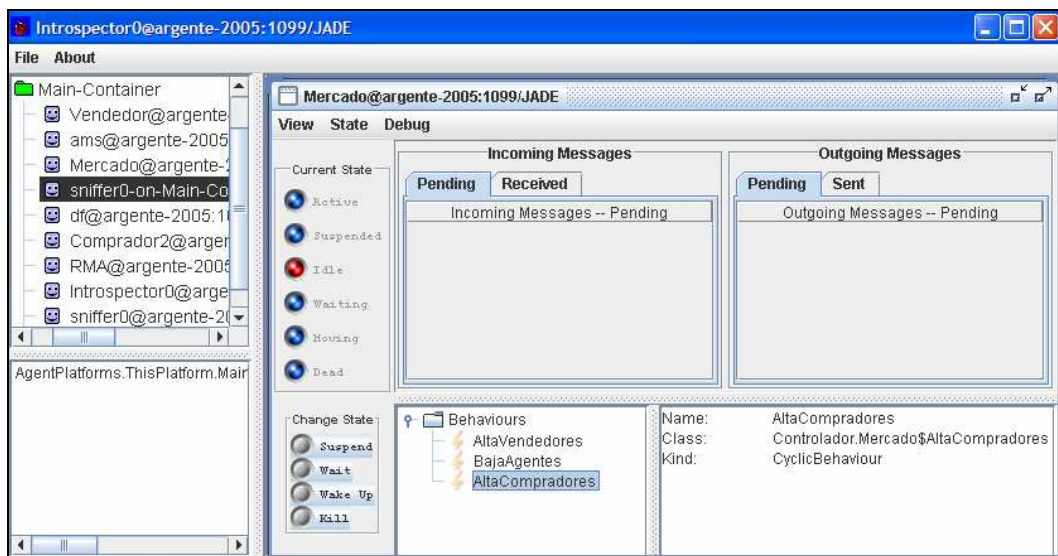 Introspector0@argente-2005:1099/JADE
File About
Main-Container
Vendedor@argente
ams@argente-2005
Mercado@argente-2
sniffer0-on-Main-Co
df@argente-2005:1
Comprador2@argen
RMA@argente-2005
Introspector0@arge
sniffer0@argente-20
AgentPlatforms.ThisPlatform.Main
Mercado@argente-2005:1099/JADE
View State Debug
Current State
Active
Suspended
Idle
Waiting
Moving
Dead
Incoming Messages
Pending Received
Incoming Messages -- Pending
Outgoing Messages
Pending Sent
Outgoing Messages -- Pending
Change State
Suspend
Wait
Wake Up
Kill
Behaviours
AltaVendedores
BajaAgentes
AltaCompradores
Name: AltaCompradores
Class: Controlador.Mercado$AltaCompradores
Kind: CyclicBehaviour